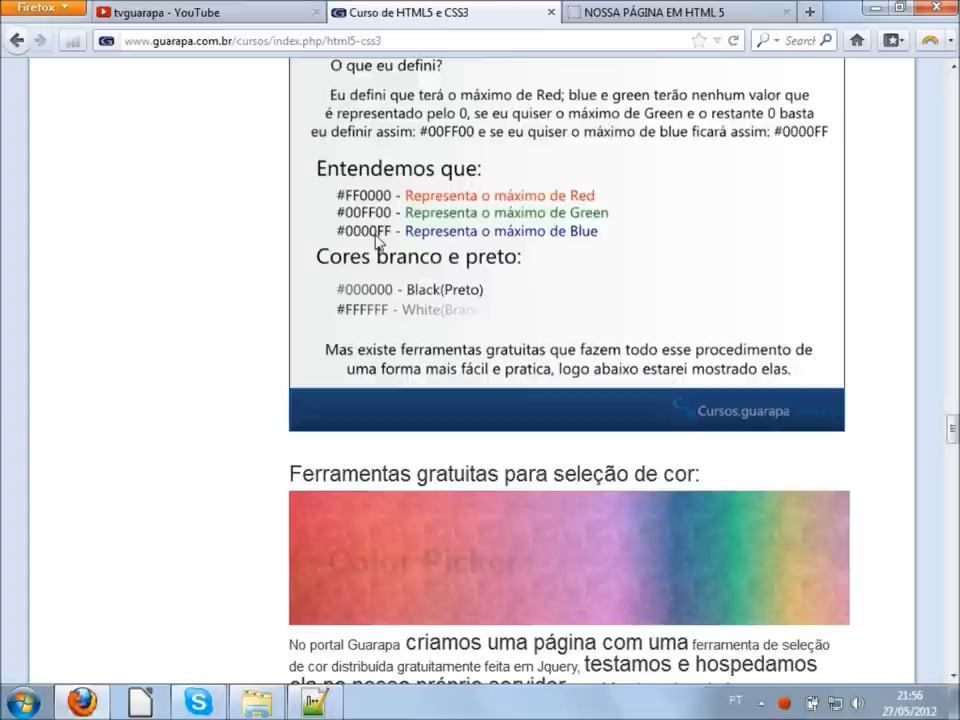 Firefox
tvguarapa - YouTube
Curso de HTML5 e CSS3
NOSSA PÁGINA EM HTML 5
www.guarapa.com.br/cursos/index.php/html5-css3
Search
O que eu defini?
Eu defini que terá o máximo de Red; blue e green terão nenhum valor que
é representado pelo 0, se eu quiser o máximo de Green e o restante 0 basta
eu definir assim: #00FF00 e se eu quiser o máximo de blue ficará assim: #0000FF
Entendemos que:
#FF0000 - Representa o máximo de Red
#00FF00 - Representa o máximo de Green
#0000FF - Representa o máximo de Blue
Cores branco e preto:
#000000 - Black(Preto)
#FFFFFF - White(Bran
Mas existe ferramentas gratuitas que fazem todo esse procedimento de
uma forma mais fácil e pratica, logo abaixo estarei mostrado elas.
Cursos.guarapa
Ferramentas gratuitas para seleção de cor:
Color Picker
No portal Guarapa criamos uma página com uma ferramenta de seleção
de cor distribuída gratuitamente feita em Jquery, testamos e hospedamos
ela no nosso próprio servidor
PT
21:56
27/05/2012